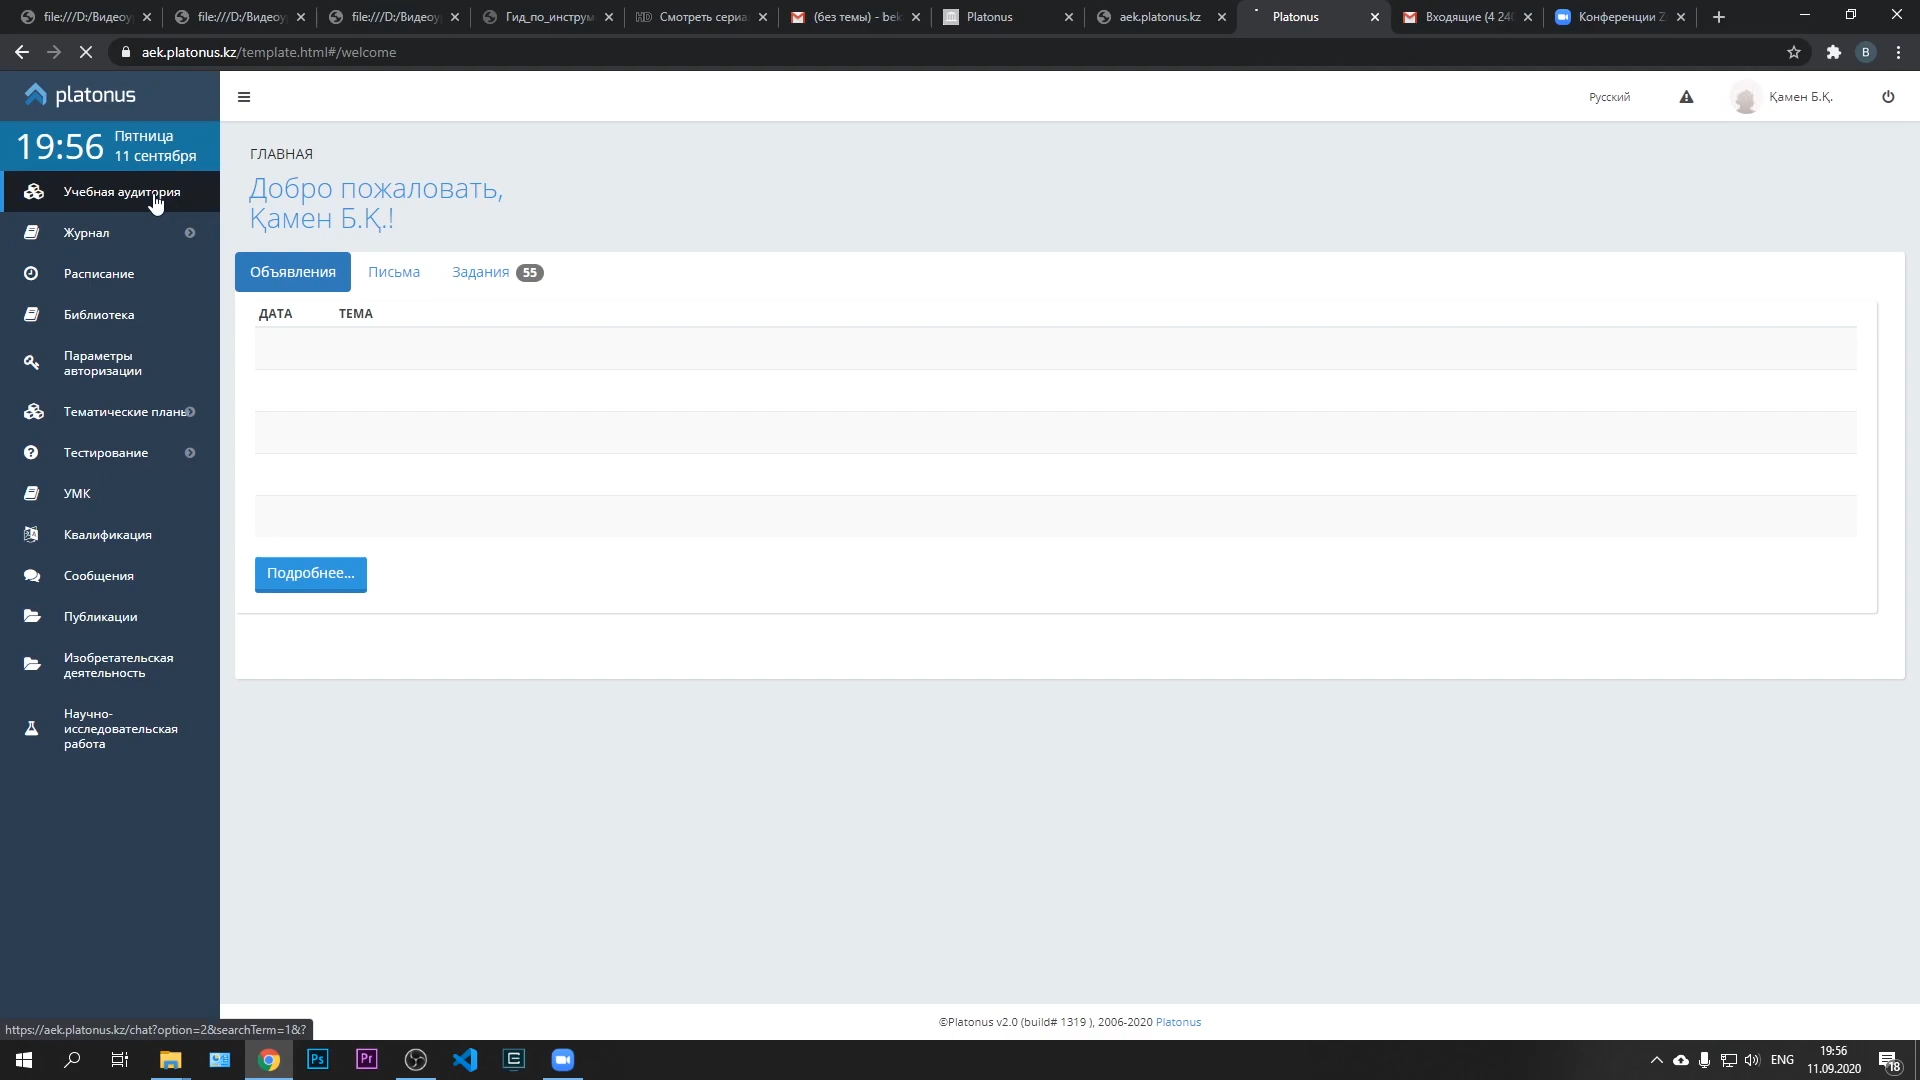 file:///D:/Видеоу
file:///D:/Видеоу
file:///D:/Видеоу
Гид_по_инструм
HD Смотреть сериа
(без темы) - bek
Platonus
aek.platonus.kz
Platonus
Входящие (4 24
Конференции Z
aek.platonus.kz/template.html#/welcome
B
platonus
Русский
Қамен Б.Қ.
19:56
Пятница
11 сентября
ГЛАВНАЯ
Добро пожаловать,
Қамен Б.Қ.!
Учебная аудитория
Журнал
Расписание
Библиотека
Параметры
авторизации
Тематические планы
Тестирование
УМК
Квалификация
Сообщения
Публикации
Изобретательская
деятельность
Научно-
исследовательская
работа
Объявления
Письма
Задания 55
ДАТА
ТЕМА
Подробнее...
©Platonus v2.0 (build# 1319 ), 2006-2020 Platonus
https://aek.platonus.kz/chat?option=2&searchTerm=1&?
Ps
Pr
ENG
19:56
11.09.2020
18